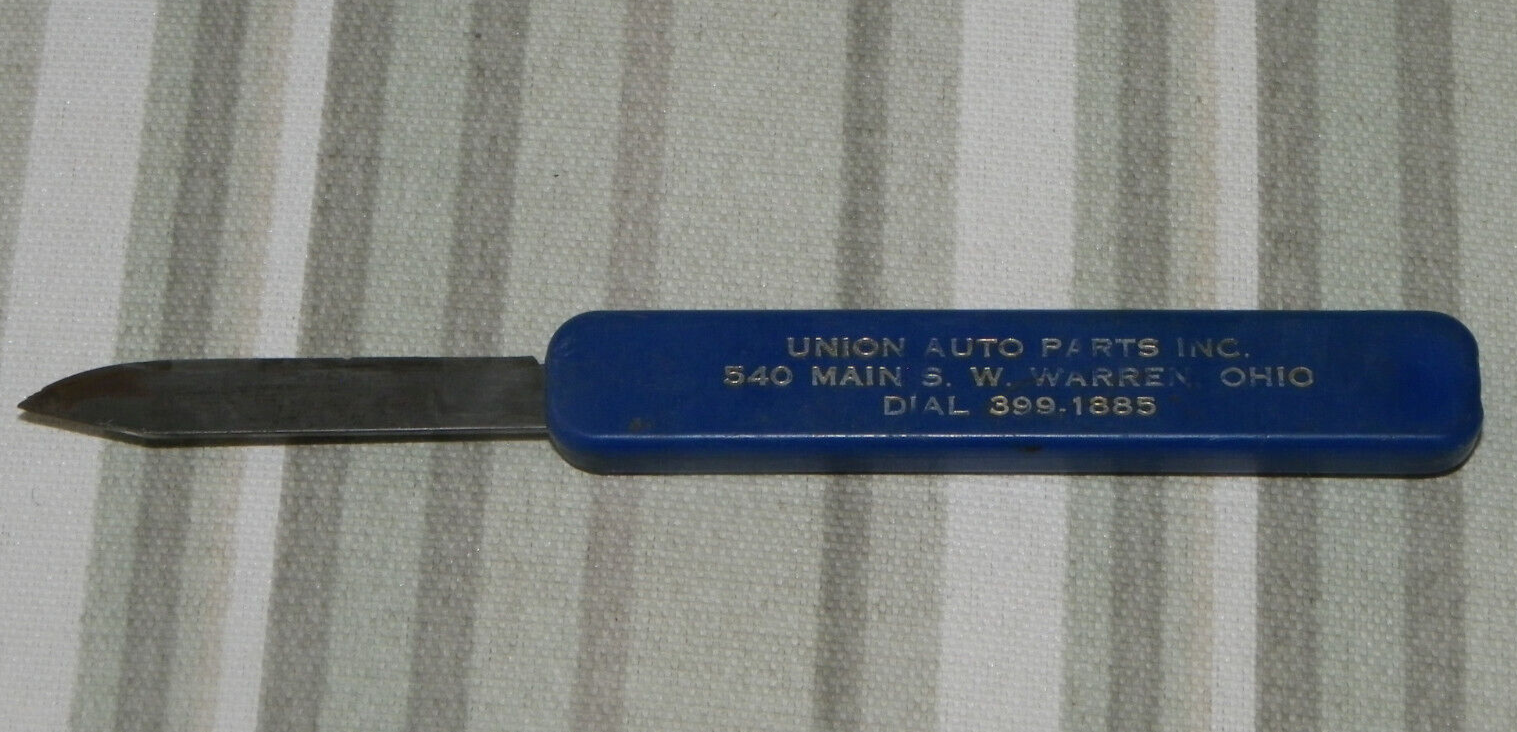 UNION AUTO PARTS INC.
540 MAIN S. W. WARREN, OHIO
DIAL 399-1885